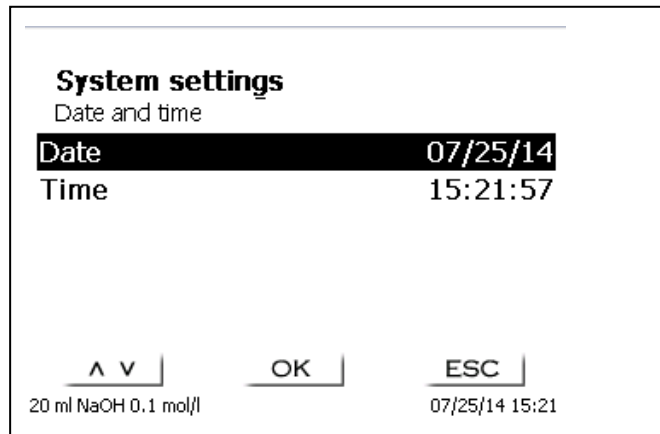 System settings
Date and time
Date 07/25/14
Time 15:21:57
∧ ∨ OK ESC
20 ml NaOH 0.1 mol/l 07/25/14 15:21